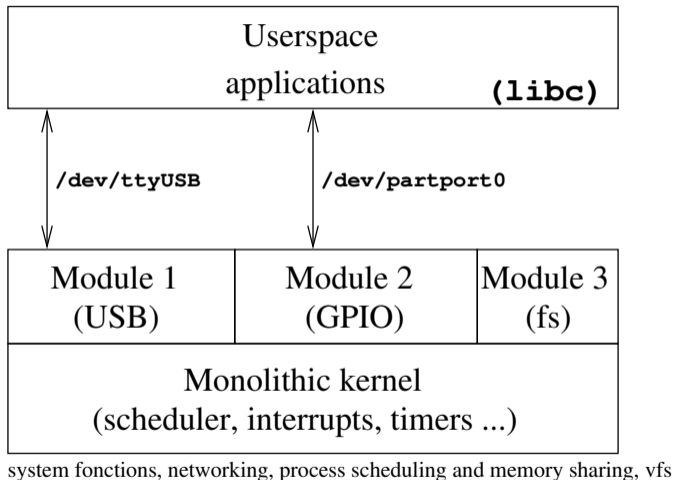 Userspace
applications
(libc)
/dev/ttyUSB
/dev/partport0
Module 1
(USB)
Module 2
(GPIO)
Module 3
(fs)
Monolithic kernel
(scheduler, interrupts, timers ...)
system fonctions, networking, process scheduling and memory sharing, vfs